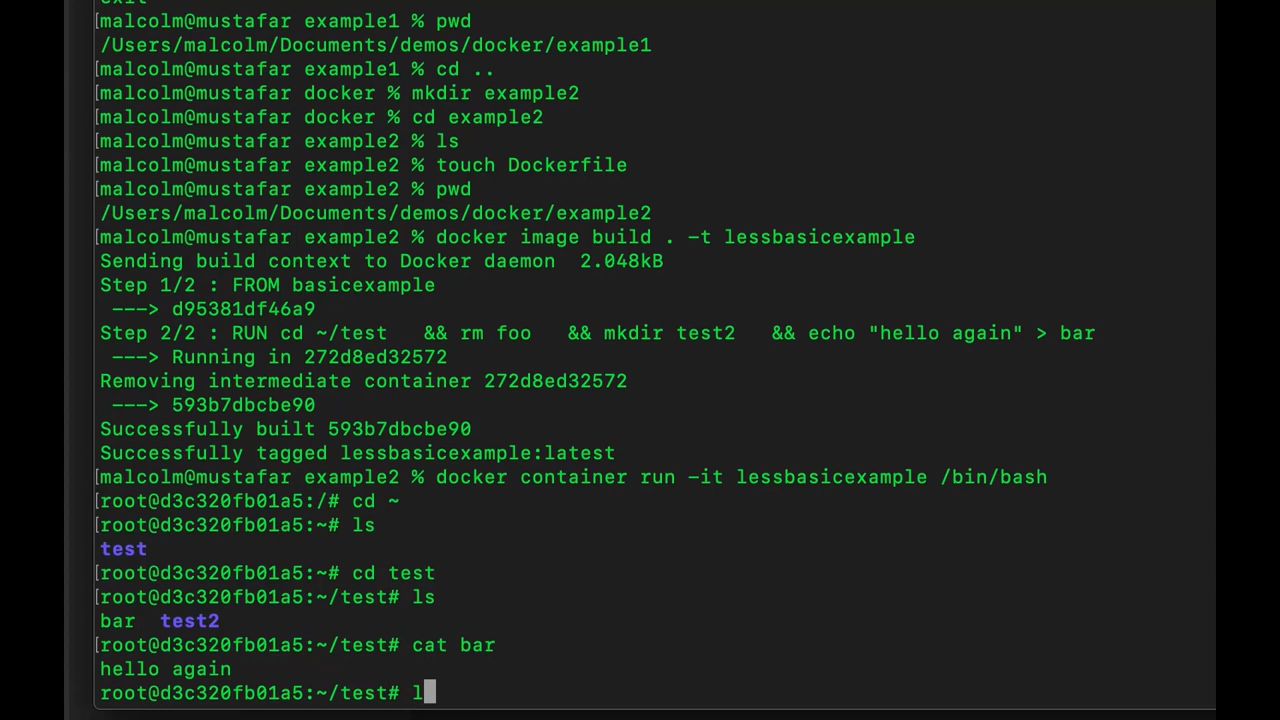 exit
[malcolm@mustafar example1 % pwd
/Users/malcolm/Documents/demos/docker/example1
[malcolm@mustafar example1 % cd ..
[malcolm@mustafar docker % mkdir example2
[malcolm@mustafar docker % cd example2
[malcolm@mustafar example2 % ls
[malcolm@mustafar example2 % touch Dockerfile
[malcolm@mustafar example2 % pwd
/Users/malcolm/Documents/demos/docker/example2
[malcolm@mustafar example2 % docker image build . -t lessbasicexample
Sending build context to Docker daemon  2.048kB
Step 1/2 : FROM basicexample
 ---> d95381df46a9
Step 2/2 : RUN cd ~/test   && rm foo   && mkdir test2   && echo "hello again" > bar
 ---> Running in 272d8ed32572
Removing intermediate container 272d8ed32572
 ---> 593b7dbcbe90
Successfully built 593b7dbcbe90
Successfully tagged lessbasicexample:latest
[malcolm@mustafar example2 % docker container run -it lessbasicexample /bin/bash
[root@d3c320fb01a5:/# cd ~
[root@d3c320fb01a5:~# ls
test
[root@d3c320fb01a5:~# cd test
[root@d3c320fb01a5:~/test# ls
bar  test2
[root@d3c320fb01a5:~/test# cat bar
hello again
root@d3c320fb01a5:~/test# l